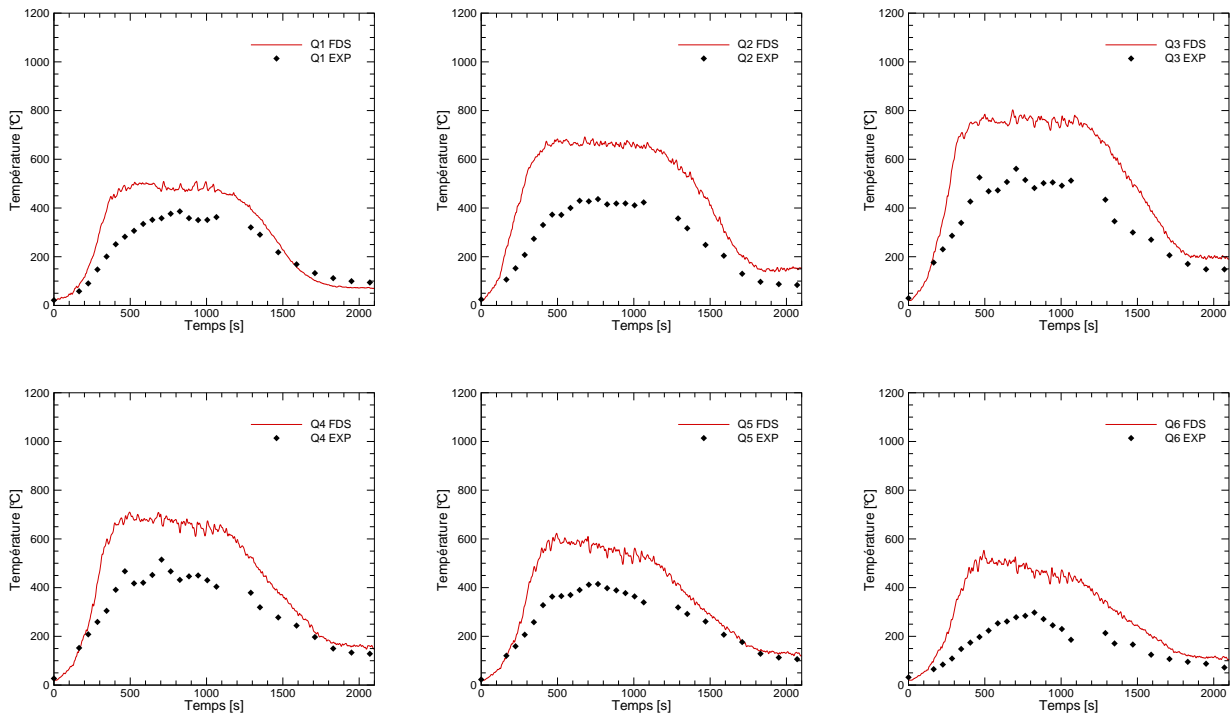 1200
1000
800
600
400
200
0
0 500 1000 1500 2000
Température [°C]
Temps [s]
Q1 FDS
Q1 EXP
1200
1000
800
600
400
200
0
0 500 1000 1500 2000
Température [°C]
Temps [s]
Q2 FDS
Q2 EXP
1200
1000
800
600
400
200
0
0 500 1000 1500 2000
Température [°C]
Temps [s]
Q3 FDS
Q3 EXP
1200
1000
800
600
400
200
0
0 500 1000 1500 2000
Température [°C]
Temps [s]
Q4 FDS
Q4 EXP
1200
1000
800
600
400
200
0
0 500 1000 1500 2000
Température [°C]
Temps [s]
Q5 FDS
Q5 EXP
1200
1000
800
600
400
200
0
0 500 1000 1500 2000
Température [°C]
Temps [s]
Q6 FDS
Q6 EXP